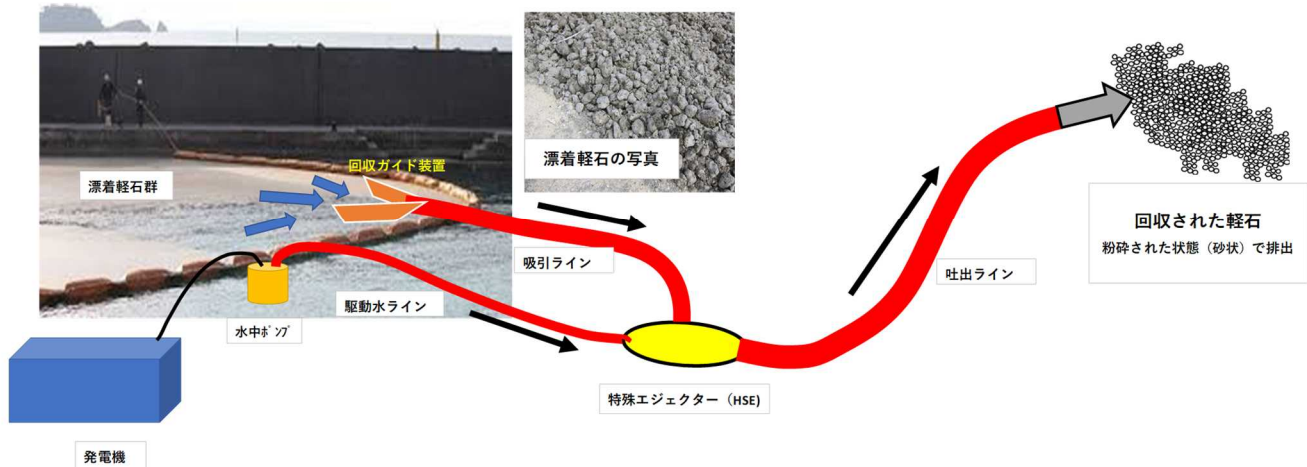 漂着軽石群
回収ガイド装置
漂着軽石の写真
吸引ライン
駆動水ライン
水中ポンプ
発電機
特殊エジェクター（HSE)
吐出ライン
回収された軽石
粉砕された状態（砂状）で排出